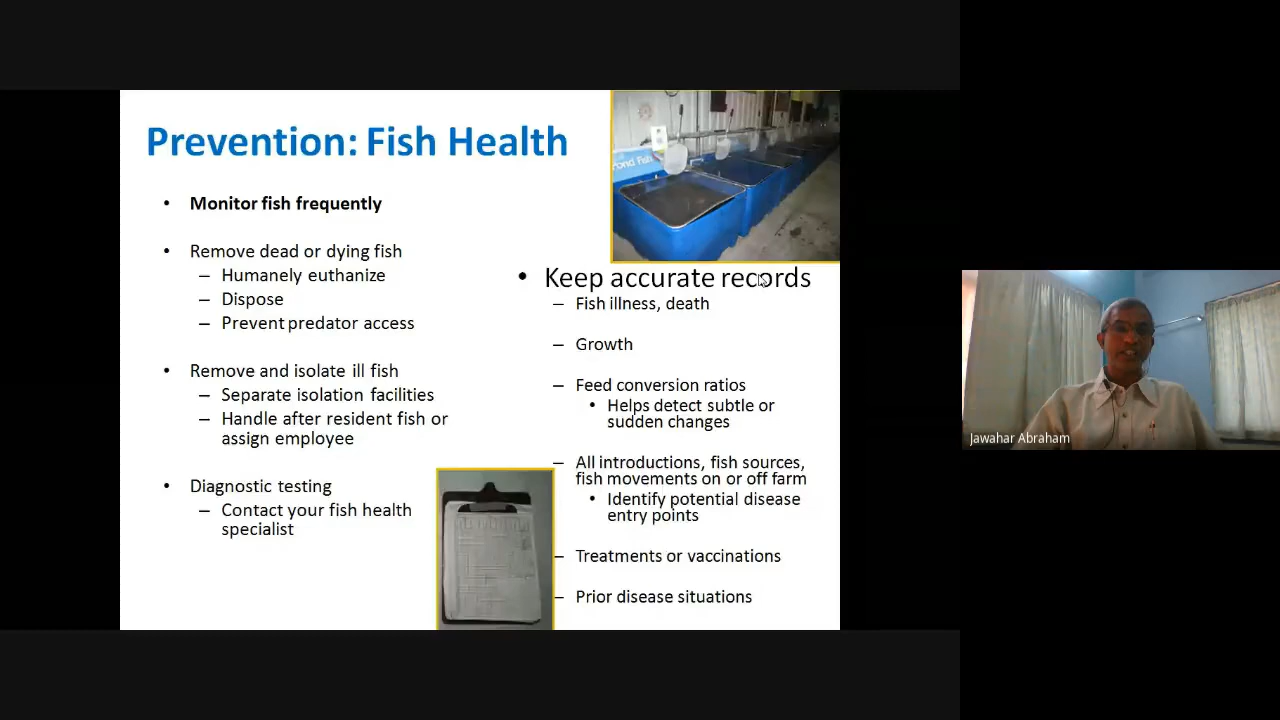 Prevention: Fish Health
• Monitor fish frequently
• Remove dead or dying fish
– Humanely euthanize
– Dispose
– Prevent predator access
• Remove and isolate ill fish
– Separate isolation facilities
– Handle after resident fish or
assign employee
• Diagnostic testing
– Contact your fish health
specialist
Pond Fish
• Keep accurate records
– Fish illness, death
– Growth
– Feed conversion ratios
• Helps detect subtle or
sudden changes
– All introductions, fish sources,
fish movements on or off farm
• Identify potential disease
entry points
– Treatments or vaccinations
– Prior disease situations
Jawahar Abraham